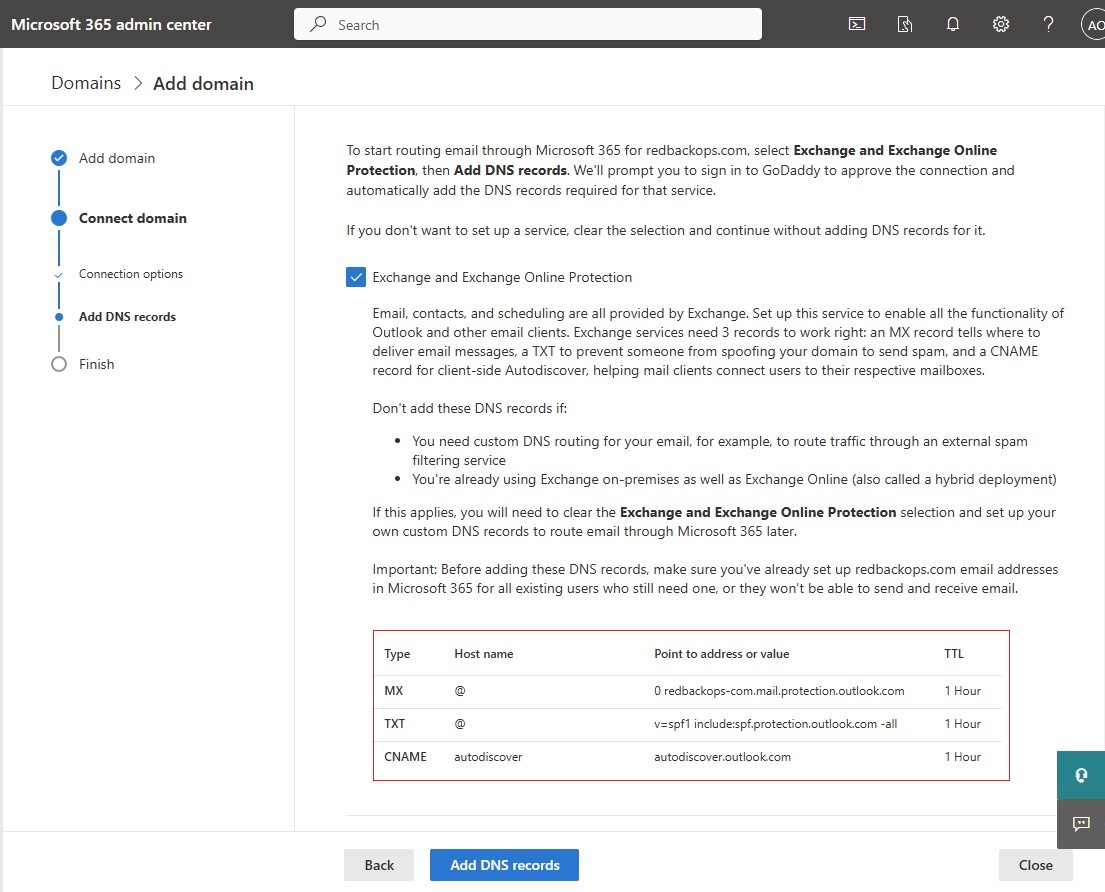 Microsoft 365 admin center
Search
AO
Domains > Add domain
Add domain
Connect domain
Connection options
Add DNS records
Finish
To start routing email through Microsoft 365 for redbackops.com, select Exchange and Exchange Online
Protection, then Add DNS records. We'll prompt you to sign in to GoDaddy to approve the connection and
automatically add the DNS records required for that service.
If you don't want to set up a service, clear the selection and continue without adding DNS records for it.
Exchange and Exchange Online Protection
Email, contacts, and scheduling are all provided by Exchange. Set up this service to enable all the functionality of
Outlook and other email clients. Exchange services need 3 records to work right: an MX record tells where to
deliver email messages, a TXT to prevent someone from spoofing your domain to send spam, and a CNAME
record for client-side Autodiscover, helping mail clients connect users to their respective mailboxes.
Don't add these DNS records if:
• You need custom DNS routing for your email, for example, to route traffic through an external spam
filtering service
• You're already using Exchange on-premises as well as Exchange Online (also called a hybrid deployment)
If this applies, you will need to clear the Exchange and Exchange Online Protection selection and set up your
own custom DNS records to route email through Microsoft 365 later.
Important: Before adding these DNS records, make sure you've already set up redbackops.com email addresses
in Microsoft 365 for all existing users who still need one, or they won't be able to send and receive email.
Type Host name Point to address or value TTL
MX @ 0 redbackops-com.mail.protection.outlook.com 1 Hour
TXT @ v=spf1 include:spf.protection.outlook.com -all 1 Hour
CNAME autodiscover autodiscover.outlook.com 1 Hour
Back Add DNS records Close